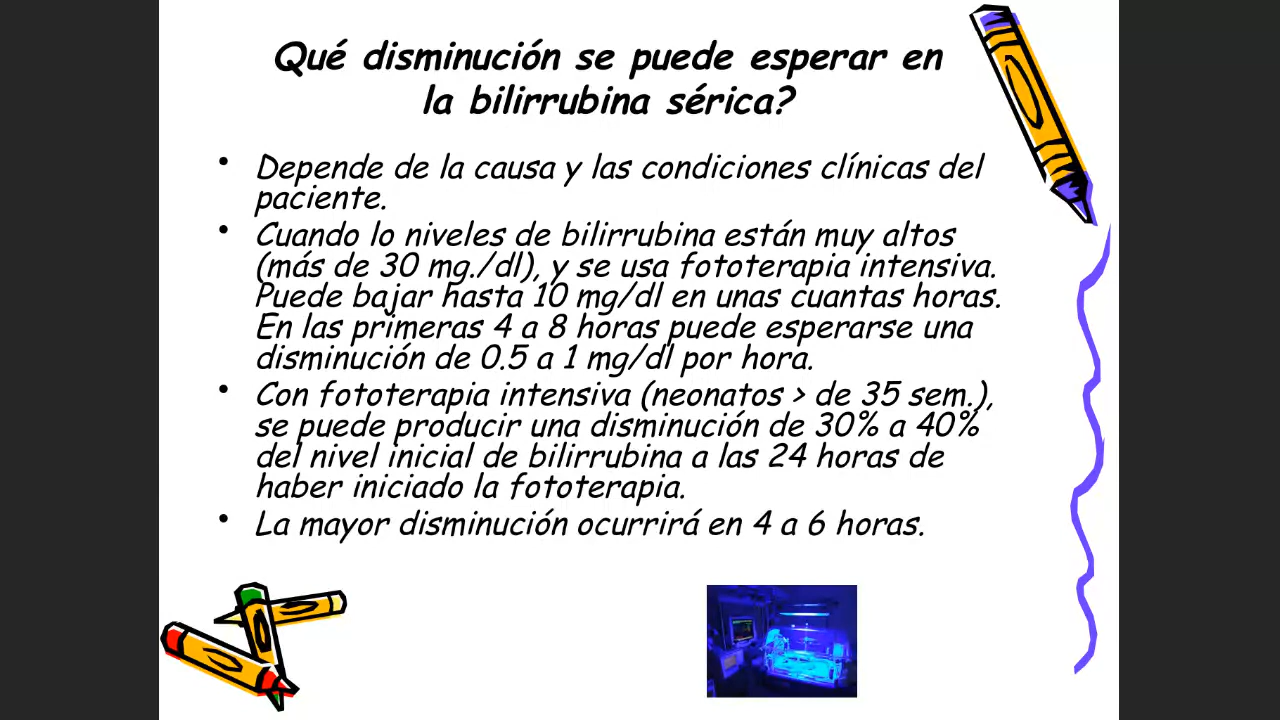 Qué disminución se puede esperar en
la bilirrubina sérica?
• Depende de la causa y las condiciones clínicas del
paciente.
• Cuando lo niveles de bilirrubina están muy altos
(más de 30 mg./dl), y se usa fototerapia intensiva.
Puede bajar hasta 10 mg/dl en unas cuantas horas.
En las primeras 4 a 8 horas puede esperarse una
disminución de 0.5 a 1 mg/dl por hora.
• Con fototerapia intensiva (neonatos > de 35 sem.),
se puede producir una disminución de 30% a 40%
del nivel inicial de bilirrubina a las 24 horas de
haber iniciado la fototerapia.
• La mayor disminución ocurrirá en 4 a 6 horas.